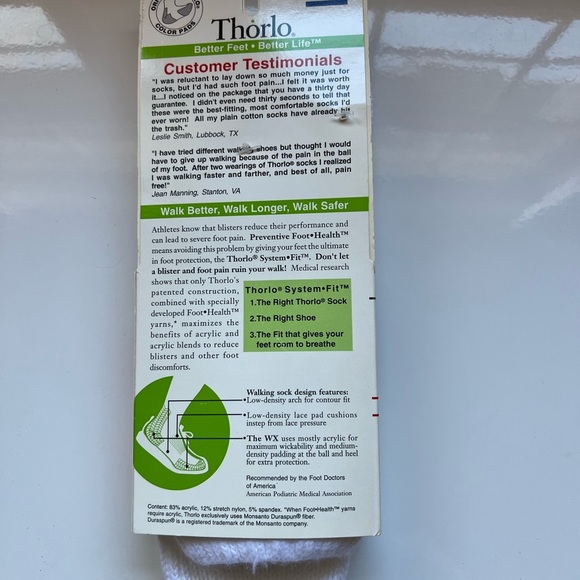 COLOR PADS
Thorlo®
Better Feet • Better Life™
Customer Testimonials
"I was reluctant to lay down so much money just for
socks, but I'd had such foot pain...I felt it was worth
it...I noticed on the package that you have a thirty day
guarantee. I didn't even need thirty seconds to tell that
these were the best-fitting, most comfortable socks I'd
ever worn! All my plain cotton socks have already hit
the trash."
Leslie Smith, Lubbock, TX
"I have tried different shoes but thought I would
have to give up walking because of the pain in the ball
of my foot. After two wearings of Thorlo® socks I realized
I was walking faster and farther, and best of all, pain
free!"
Jean Manning, Stanton, VA
Walk Better, Walk Longer, Walk Safer
Athletes know that blisters reduce their performance and
can lead to severe foot pain. Preventive Foot•Health™
means avoiding this problem by giving your feet the ultimate
in foot protection, the Thorlo® System•Fit™. Don't let
a blister and foot pain ruin your walk! Medical research
shows that only Thorlo's
patented construction,
combined with specially
developed Foot•Health™
yarns,* maximizes the
benefits of acrylic and
acrylic blends to reduce
blisters and other foot
discomforts.
Thorlo® System•Fit™
1.The Right Thorlo® Sock
2.The Right Shoe
3.The Fit that gives your
feet room to breathe
Walking sock design features:
•Low-density arch for contour fit
•Low-density lace pad cushions
instep from lace pressure
•The WX uses mostly acrylic for
maximum wickability and medium-
density padding at the ball and heel
for extra protection.
Recommended by the Foot Doctors
of America
American Podiatric Medical Association
Content: 83% acrylic, 12% stretch nylon, 5% spandex. *When Foot•Health™ yarns
require acrylic, Thorlo exclusively uses Monsanto Duraspun® fiber.
Duraspun® is a registered trademark of the Monsanto company.